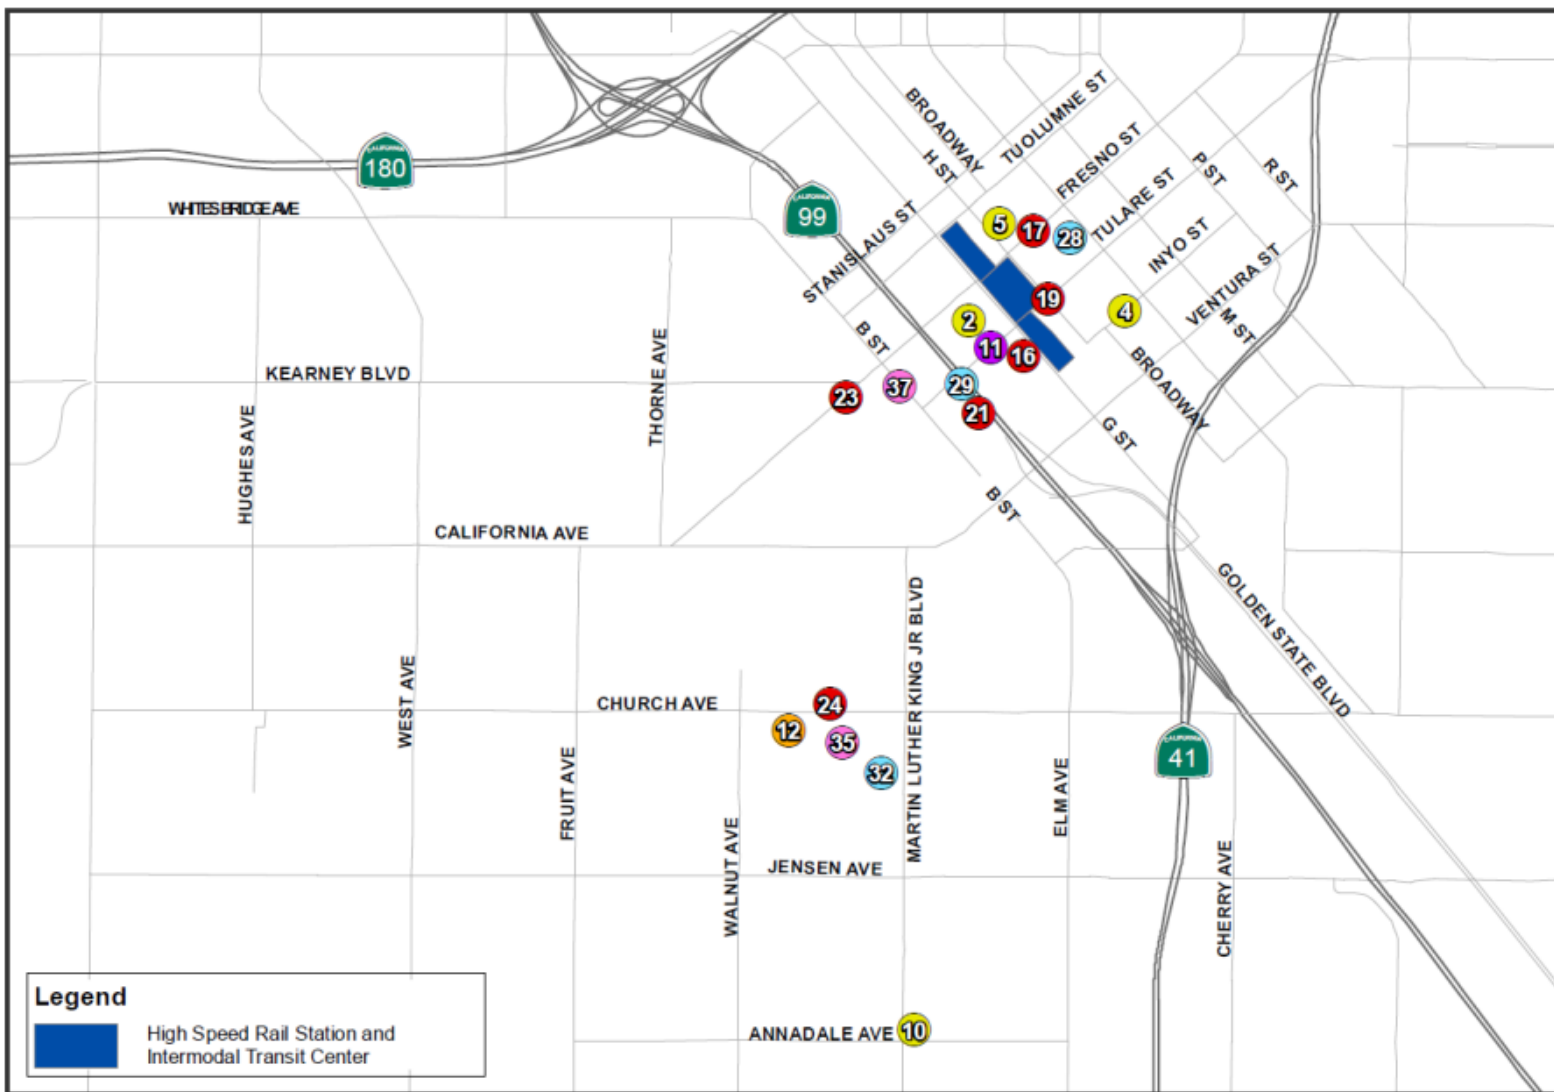 BROADWAY
TUOLUMNE ST
H ST
FRESNO ST
P ST
R ST
CALIFORNIA
180
WHITESBRIDGE AVE
CALIFORNIA
99
STANISLAUS ST
5
17
28
TULARE ST
INYO ST
VENTURA ST
19
4
M ST
2
11
16
B ST
BROADWAY
THORNE AVE
KEARNEY BLVD
23
37
29
21
G ST
HUGHES AVE
B ST
CALIFORNIA AVE
GOLDEN STATE BLVD
MARTIN LUTHER KING JR BLVD
WEST AVE
CHURCH AVE
24
12
35
32
CALIFORNIA
41
FRUIT AVE
ELM AVE
WALNUT AVE
JENSEN AVE
CHERRY AVE
Legend
High Speed Rail Station and
Intermodal Transit Center
ANNADALE AVE
10